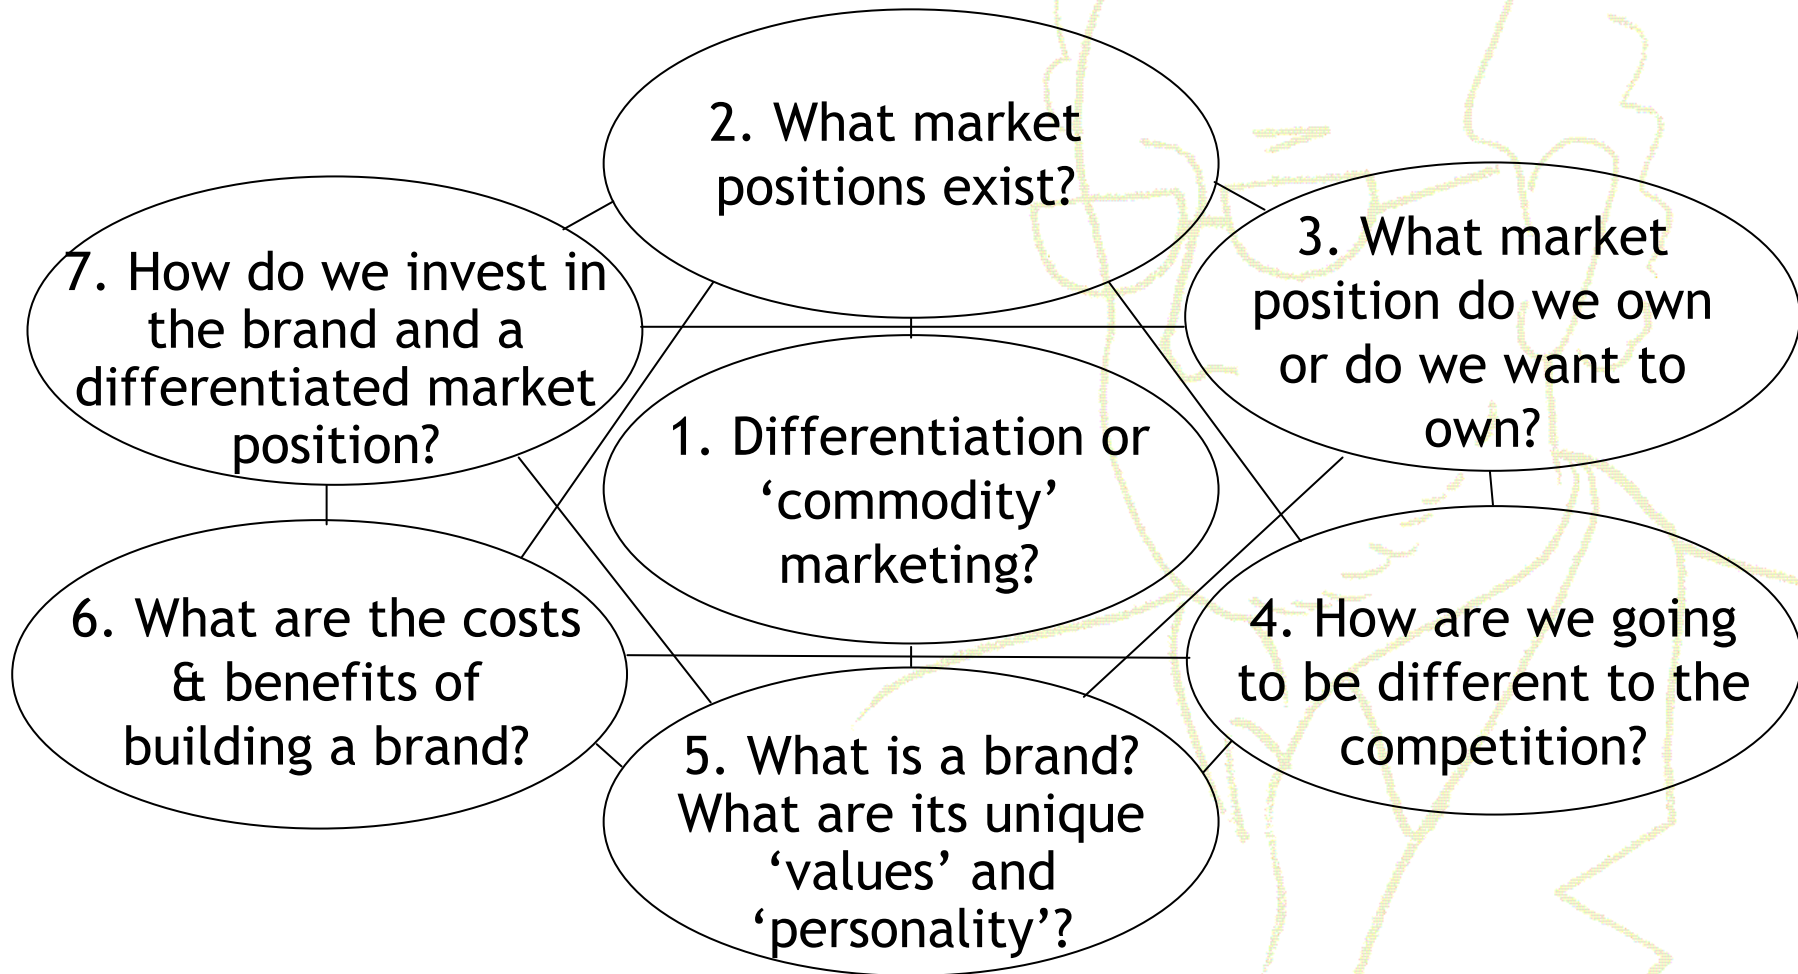 2. What market
positions exist?
3. What market
position do we own
or do we want to
own?
7. How do we invest in
the brand and a
differentiated market
position?
1. Differentiation or
‘commodity’
marketing?
6. What are the costs
& benefits of
building a brand?
4. How are we going
to be different to the
competition?
5. What is a brand?
What are its unique
‘values’ and
‘personality’?